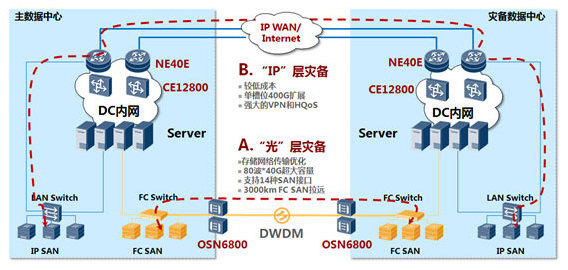 主数据中心
IP WAN/
Internet
灾备数据中心
NE40E
CE12800
DC内网
Server
B. “IP”层灾备
• 较低成本
• 单槽位400G扩展
• 强大的VPN和HQoS
NE40E
CE12800
DC内网
Server
A. “光”层灾备
• 存储网络传输优化
• 80波*40G超大容量
• 支持14种SAN接口
• 3000km FC SAN拉远
LAN Switch
FC Switch
FC Switch
LAN Switch
OSN6800
DWDM
OSN6800
IP SAN
FC SAN
FC SAN
IP SAN